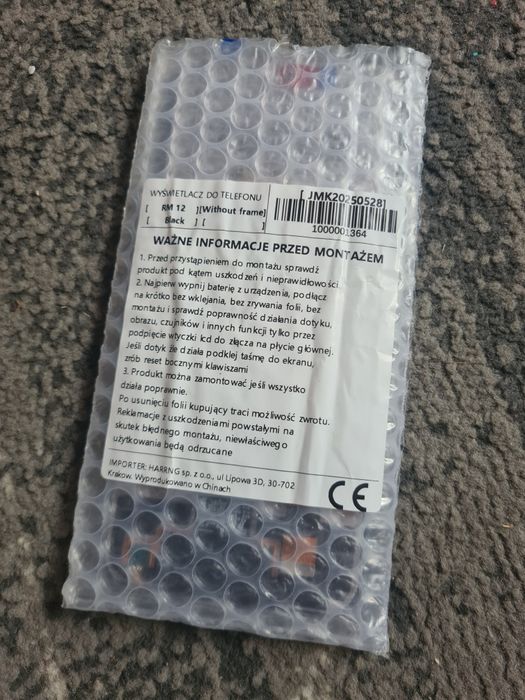 WYŚWIETLACZ DO TELEFONU
[ JMK20250528]
[ RM 12 ][Without frame]
[ Black ] [ ]
1000001364
WAŻNE INFORMACJE PRZED MONTAŻEM
1. Przed przystąpieniem do montażu sprawdź
produkt pod kątem uszkodzeń i nieprawidłowości.
2. Najpierw wypnij baterię z urządzenia, podłącz
na krótko bez wklejania, bez zrywania folii, bez
montażu i sprawdź poprawność działania dotyku,
obrazu, czujników i innych funkcji tylko przez
podpięcie wtyczki lcd do złącza na płycie głównej.
Jeśli dotyk źle działa podklej taśmę do ekranu,
zrób reset bocznymi klawiszami
3. Produkt można zamontować jeśli wszystko
działa poprawnie.
Po usunięciu folii kupujący traci możliwość zwrotu.
Reklamacje z uszkodzeniami powstałymi na
skutek błędnego montażu, niewłaściwego
użytkowania będą odrzucane
IMPORTER: HARRNG sp. z o.o., ul Lipowa 3D, 30-702
Krakow. Wyprodukowano w Chinach
CE